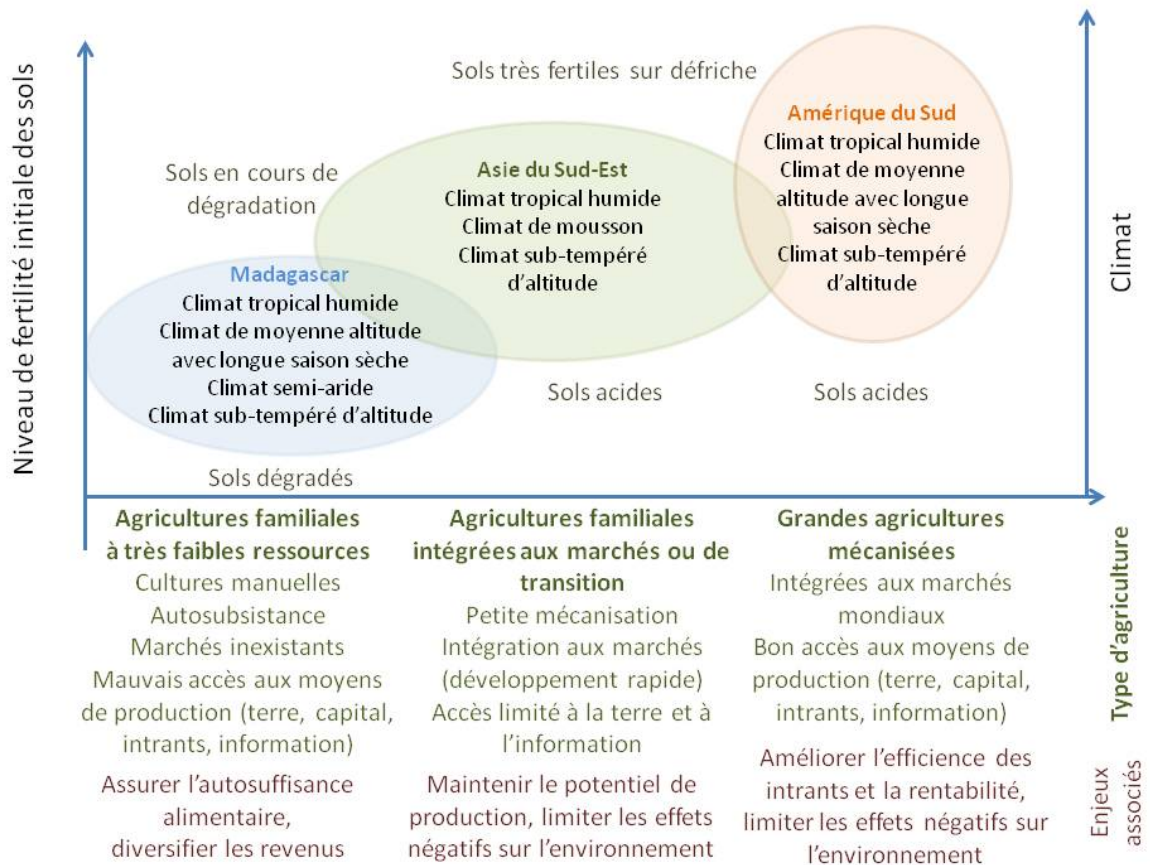 Niveau de fertilité initiale des sols
Sols très fertiles sur défriche
Sols en cours de
dégradation
Madagascar
Climat tropical humide
Climat de moyenne altitude
avec longue saison sèche
Climat semi-aride
Climat sub-tempéré d'altitude
Sols dégradés
Asie du Sud-Est
Climat tropical humide
Climat de mousson
Climat sub-tempéré
d'altitude
Sols acides
Amérique du Sud
Climat tropical humide
Climat de moyenne
altitude avec longue
saison sèche
Climat sub-tempéré
d'altitude
Sols acides
Climat
Agricultures familiales
à très faibles ressources
Cultures manuelles
Autosubsistance
Marchés inexistants
Mauvais accès aux moyens
de production (terre, capital,
intrants, information)
Assurer l'autosuffisance
alimentaire,
diversifier les revenus
Agricultures familiales
intégrées aux marchés ou de
transition
Petite mécanisation
Intégration aux marchés
(développement rapide)
Accès limité à la terre et à
l'information
Maintenir le potentiel de
production, limiter les effets
négatifs sur l'environnement
Grandes agricultures
mécanisées
Intégrées aux marchés
mondiaux
Bon accès aux moyens de
production (terre, capital,
intrants, information)
Améliorer l'efficience des
intrants et la rentabilité,
limiter les effets négatifs sur
l'environnement
Type d'agriculture
Enjeux
associés